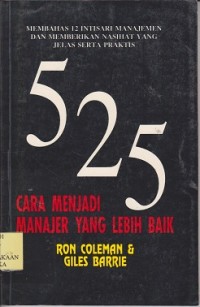 MEMBAHAS 12 INTISARI MANAJEMEN
DAN MEMBERIKAN NASIHAT YANG
JELAS SERTA PRAKTIS
525
CARA MENJADI
MANAJER YANG LEBIH BAIK
RON COLEMAN &
GILES BARRIE